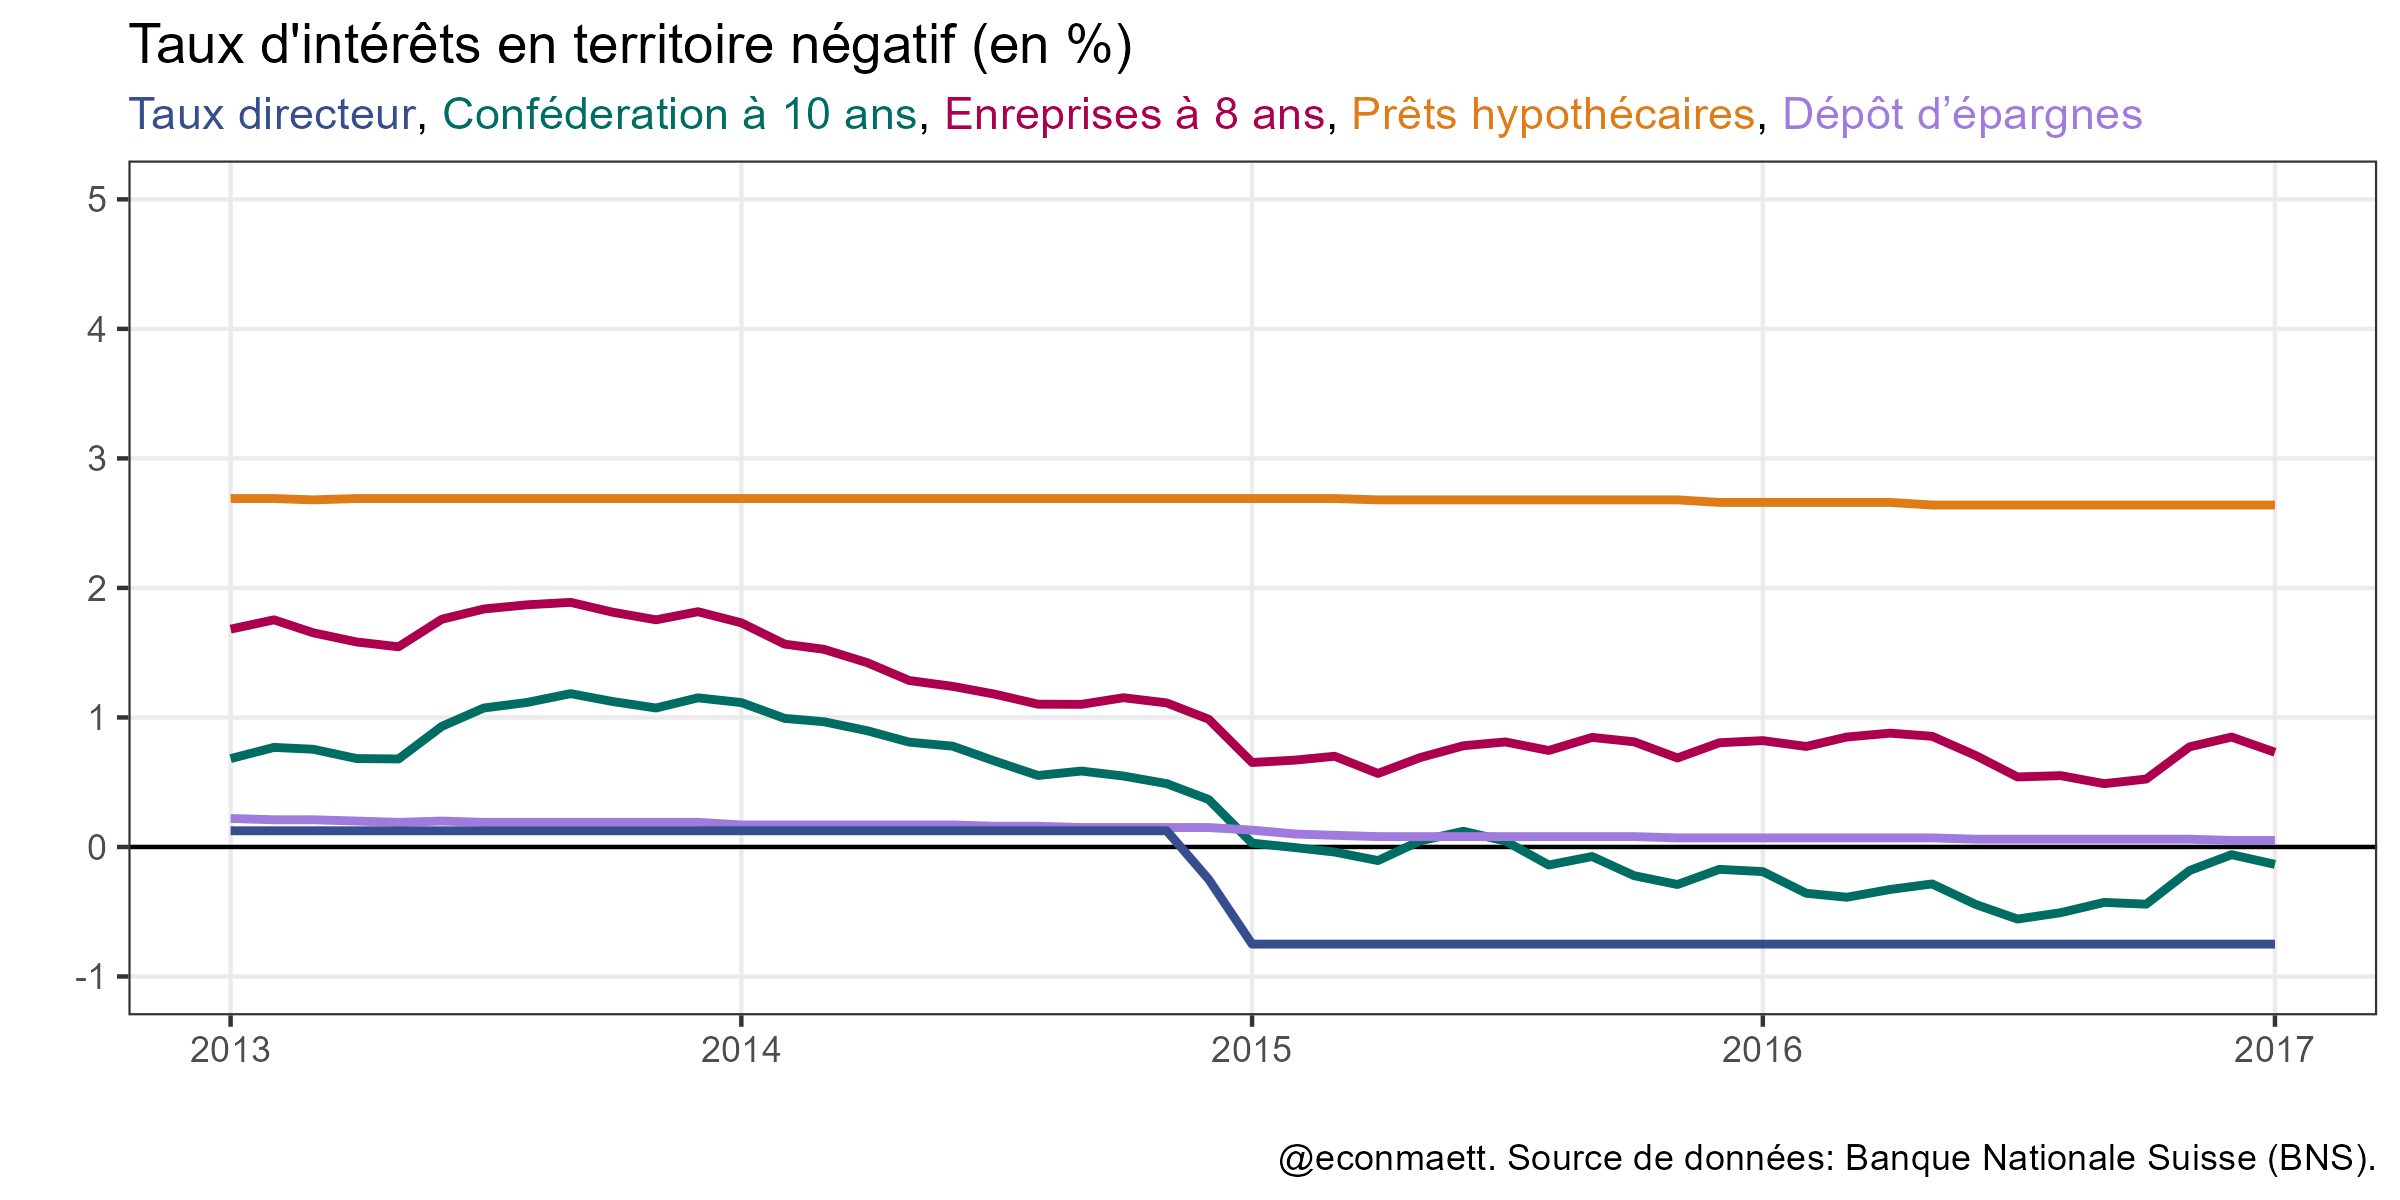 Taux d'intérêts en territoire négatif (en %)
Taux directeur, Conféderation à 10 ans, Enreprises à 8 ans, Prêts hypothécaires, Dépôt d’épargnes
5
4
3
2
1
0
-1
2013 2014 2015 2016 2017
@econmaett. Source de données: Banque Nationale Suisse (BNS).